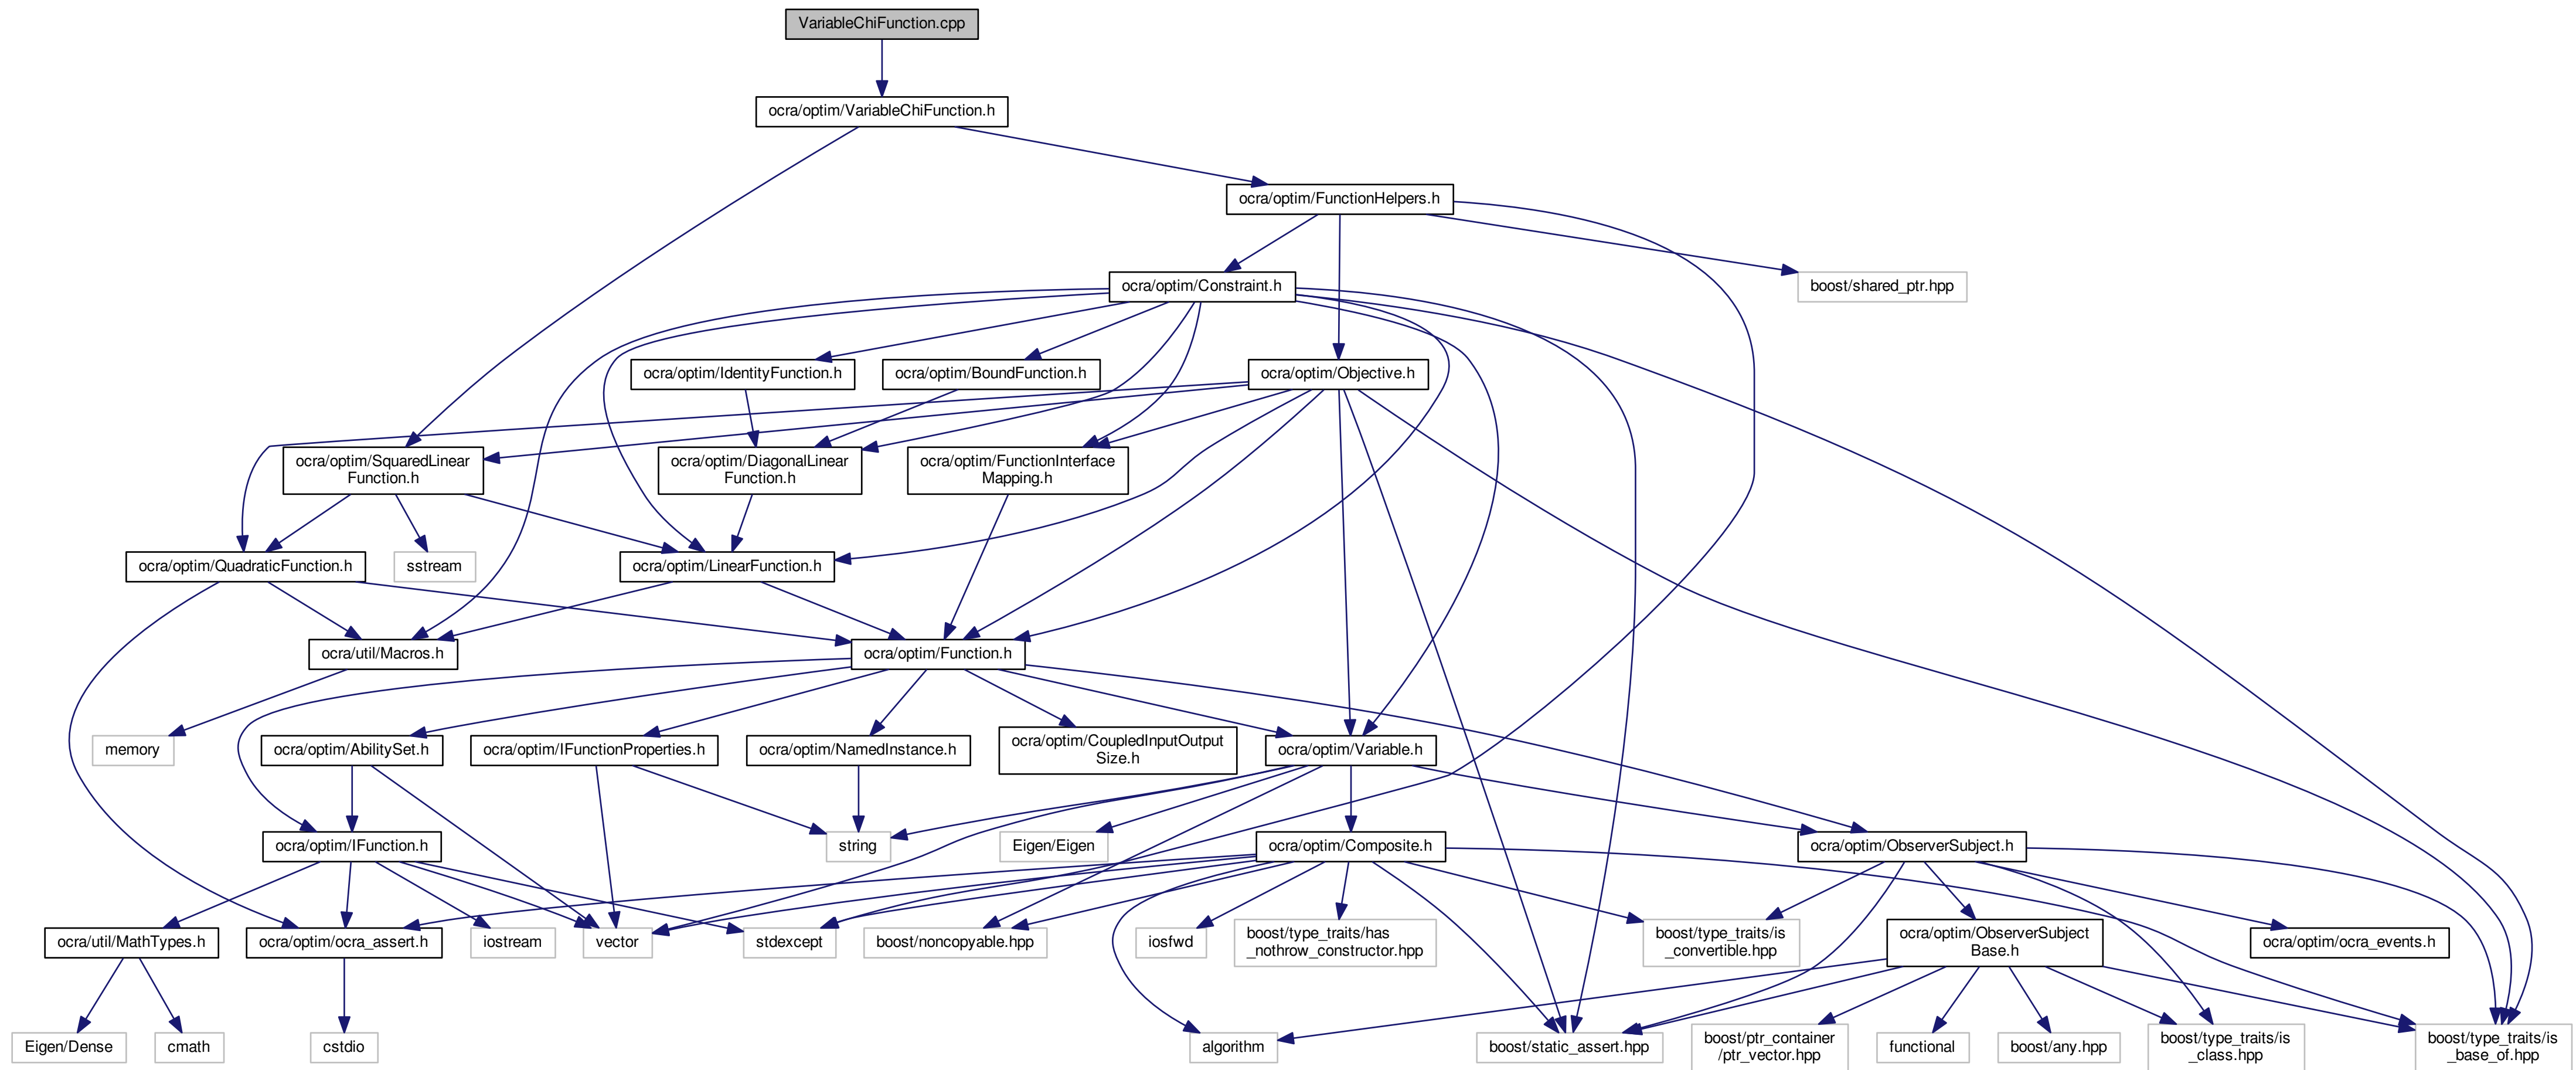 VariableChiFunction.cpp
ocra/optim/VariableChiFunction.h
ocra/optim/FunctionHelpers.h
ocra/optim/Constraint.h
boost/shared_ptr.hpp
ocra/optim/IdentityFunction.h
ocra/optim/BoundFunction.h
ocra/optim/Objective.h
ocra/optim/SquaredLinear
Function.h
ocra/optim/DiagonalLinear
Function.h
ocra/optim/FunctionInterface
Mapping.h
ocra/optim/QuadraticFunction.h
sstream
ocra/optim/LinearFunction.h
ocra/util/Macros.h
ocra/optim/Function.h
memory
ocra/optim/AbilitySet.h
ocra/optim/IFunctionProperties.h
ocra/optim/NamedInstance.h
ocra/optim/CoupledInputOutput
Size.h
ocra/optim/Variable.h
ocra/optim/IFunction.h
string
Eigen/Eigen
ocra/optim/Composite.h
ocra/optim/ObserverSubject.h
ocra/util/MathTypes.h
ocra/optim/ocra_assert.h
iostream
vector
stdexcept
boost/noncopyable.hpp
iosfwd
boost/type_traits/has
_nothrow_constructor.hpp
boost/type_traits/is
_convertible.hpp
ocra/optim/ObserverSubject
Base.h
ocra/optim/ocra_events.h
Eigen/Dense
cmath
cstdio
algorithm
boost/static_assert.hpp
boost/ptr_container
/ptr_vector.hpp
functional
boost/any.hpp
boost/type_traits/is
_class.hpp
boost/type_traits/is
_base_of.hpp